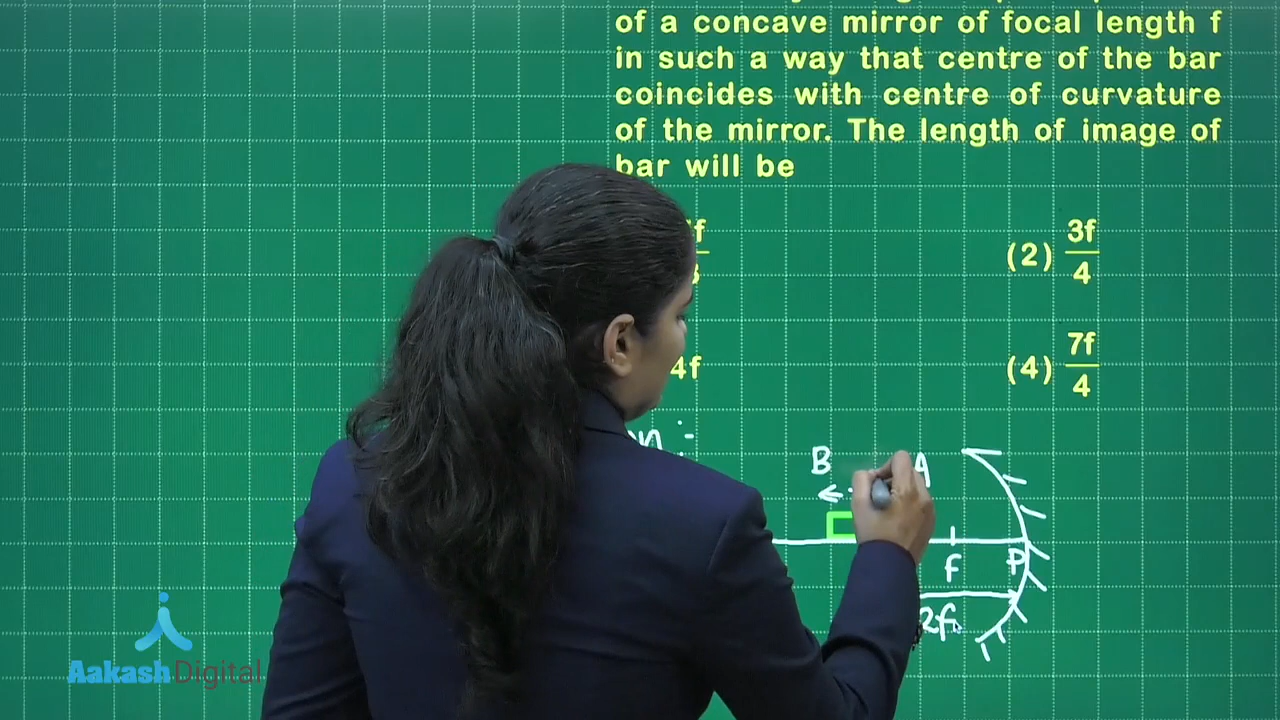 of a concave mirror of focal length f
in such a way that centre of the bar
coincides with centre of curvature
of the mirror. The length of image of
bar will be
(2) 3f/4
4f
(4) 7f/4
B
f
P
2f
Aakash Digital